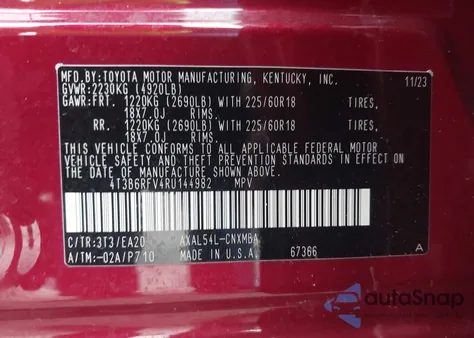 MFD.BY:TOYOTA MOTOR MANUFACTURING, KENTUCKY, INC.
GVWR:2230KG (4920LB) 11/23
GAWR:FRT. 1220KG (2690LB) WITH 225/60R18 TIRES,
18X7.0J RIMS.
RR. 1220KG (2690LB) WITH 225/60R18 TIRES,
18X7.0J RIMS.
THIS VEHICLE CONFORMS TO ALL APPLICABLE FEDERAL MOTOR
VEHICLE SAFETY AND THEFT PREVENTION STANDARDS IN EFFECT ON
THE DATE OF MANUFACTURE SHOWN ABOVE.
4T3B6RFV4RU144982 MPV
C/TR:3T3/EA20 AXAL54L-CNXMBA
A/TM:-02A/P710 MADE IN U.S.A. 67366 A
autoSnap